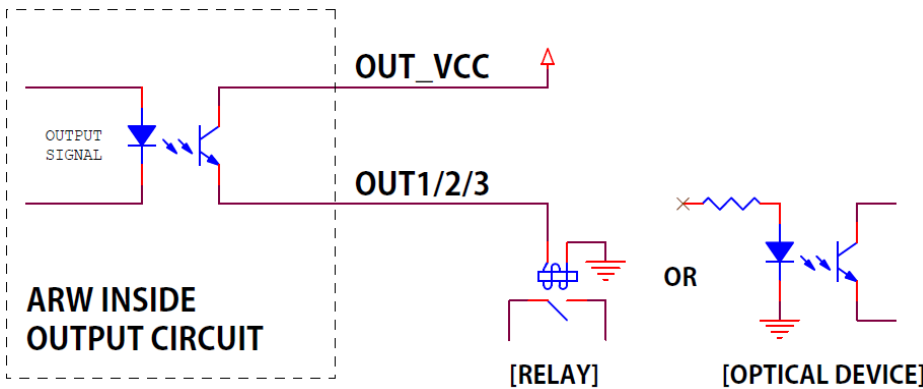 OUT_VCC
OUTPUT
SIGNAL
OUT1/2/3
OR
ARW INSIDE
OUTPUT CIRCUIT
[RELAY]
[OPTICAL DEVICE]